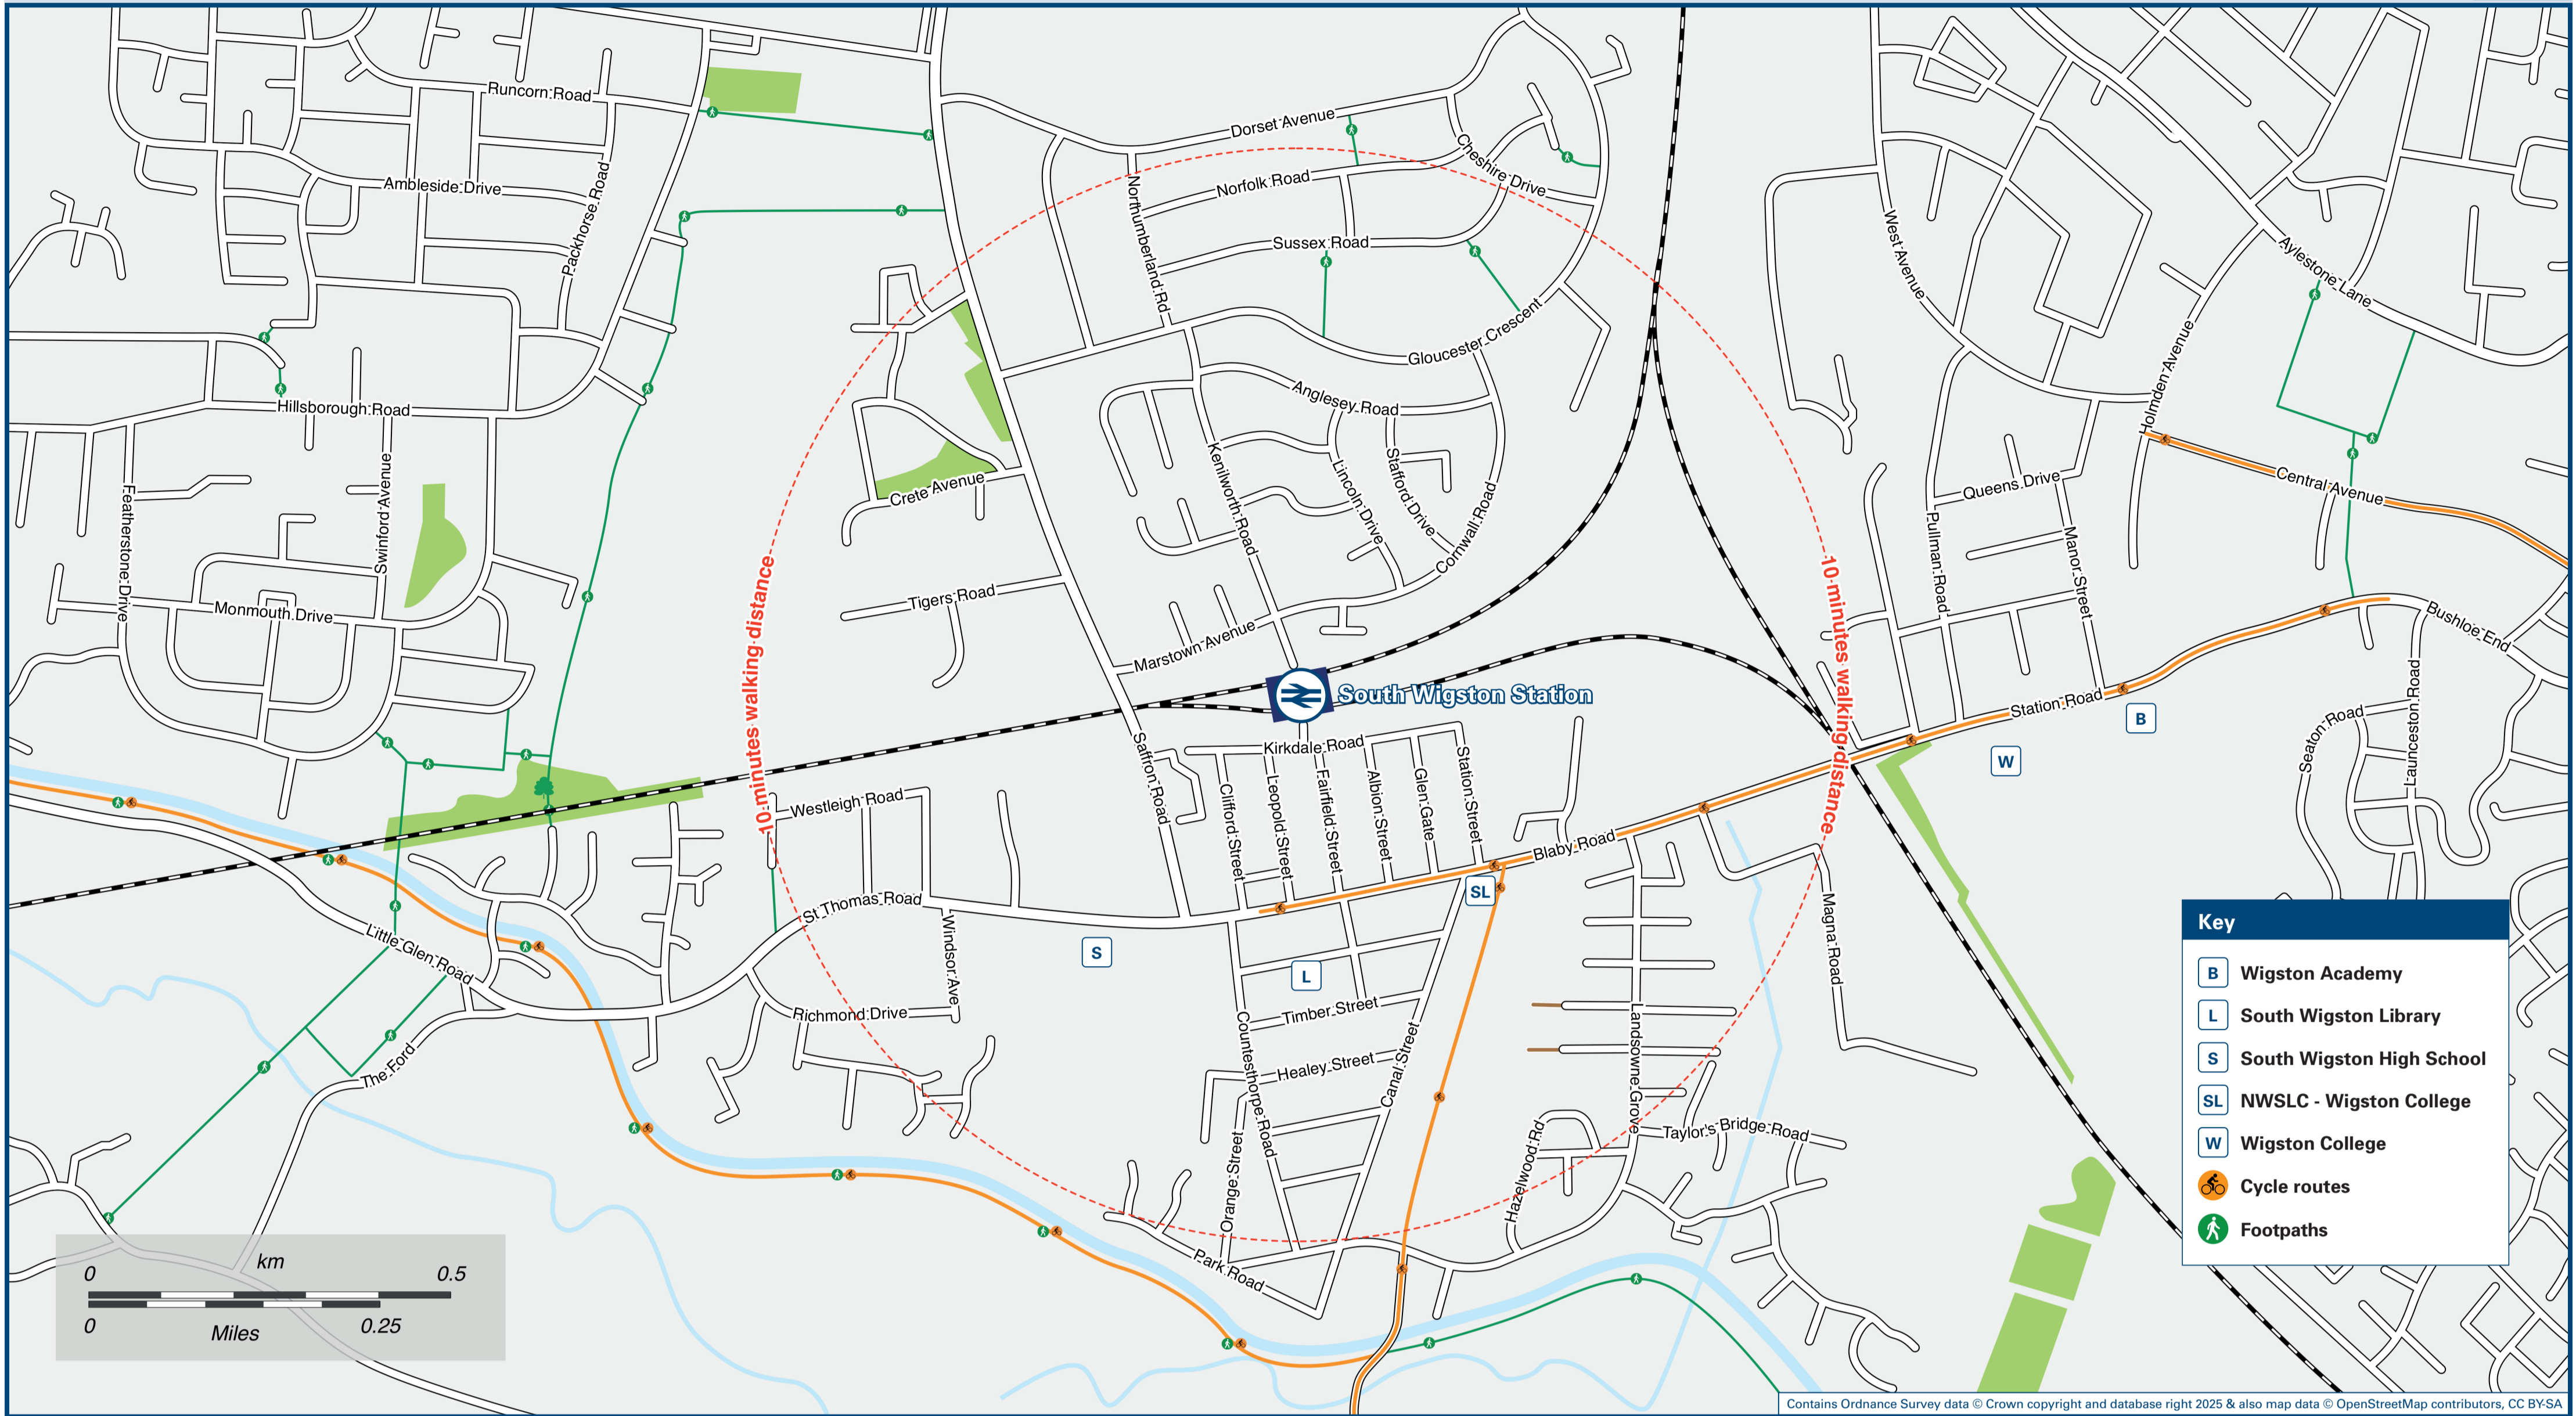 Runcorn Road
Ambleside Drive
Packhorse Road
Hillsborough Road
Featherstone Drive
Swinford Avenue
Monmouth Drive
Dorset Avenue
Norfolk Road
Cheshire Drive
Northumberland Rd
Sussex Road
Gloucester Crescent
Anglesey Road
Kenilworth Road
Lincoln Drive
Stafford Drive
Cornwall Road
Crete Avenue
Tigers Road
Marstown Avenue
West Avenue
Aylestone Lane
Holmden Avenue
Central Avenue
Queens Drive
Pullman Road
Manor Street
Bushloe End
Station Road
Seaton Road
Launceston Road
10 minutes walking distance
10 minutes walking distance
South Wigston Station
Saffron Road
Kirkdale Road
Clifford Street
Leopold Street
Fairfield Street
Albion Street
Glen Gate
Station Street
Blaby Road
Westleigh Road
St Thomas Road
Windsor Ave
Richmond Drive
Little Glen Road
The Ford
Timber Street
Healey Street
Countesthorpe Road
Canal Street
Orange Street
Park Road
Landsowne Grove
Hazelwood Rd
Taylor's Bridge Road
Magna Road
B
W
SL
S
L
Key
B Wigston Academy
L South Wigston Library
S South Wigston High School
SL NWSLC - Wigston College
W Wigston College
Cycle routes
Footpaths
km
0 0.5
0 0.25
Miles
Contains Ordnance Survey data © Crown copyright and database right 2025 & also map data © OpenStreetMap contributors, CC BY-SA